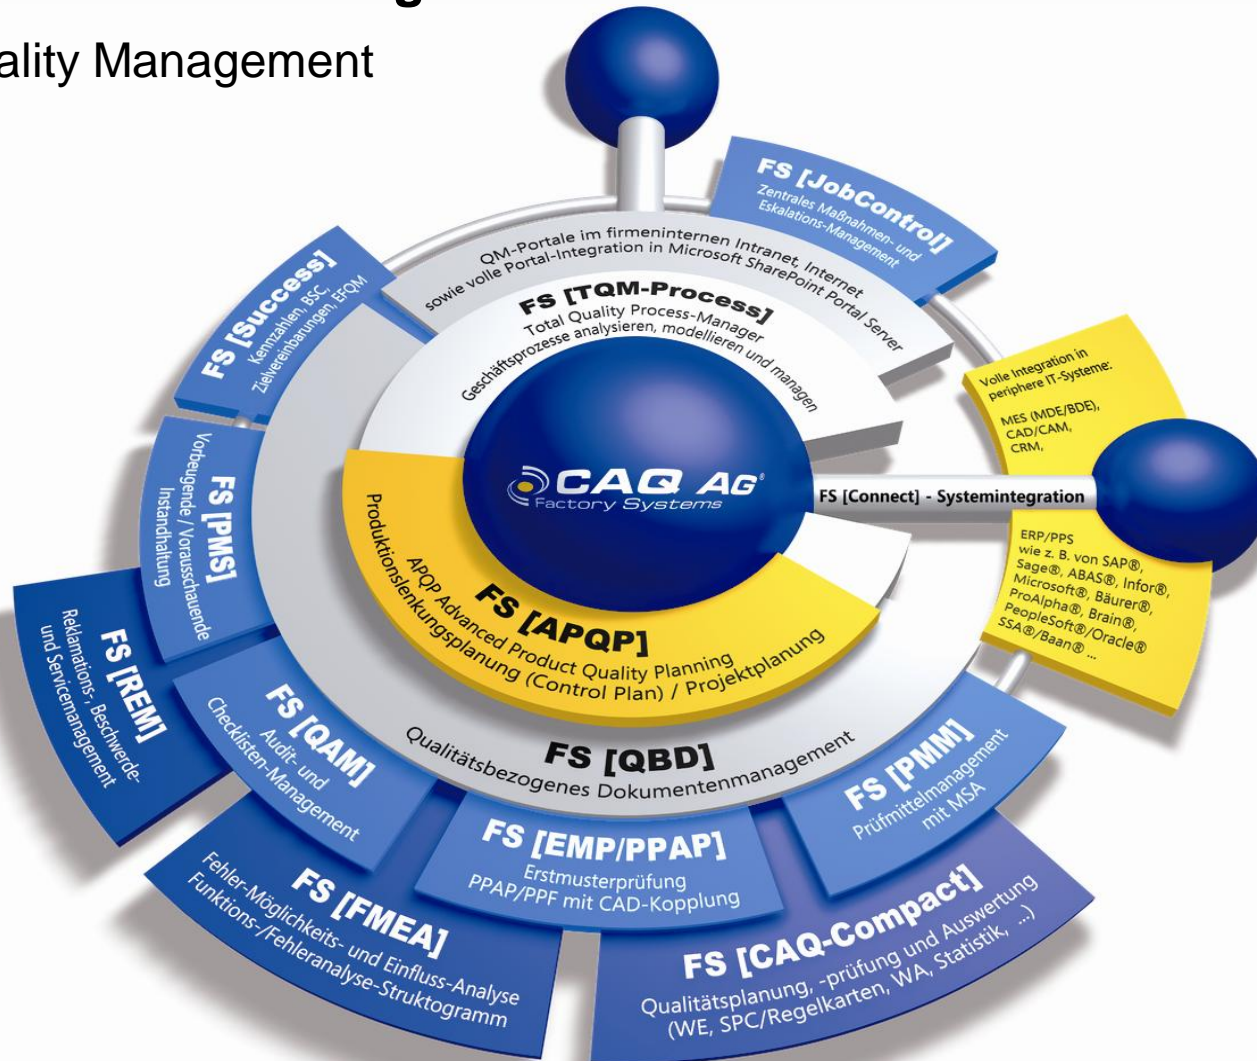 ality Management
FS [JobControl]
Zentrales Maßnahmen- und
Eskalations-Management
QM-Portale im firmeninternen Intranet, Internet
sowie volle Portal-Integration in Microsoft SharePoint Portal Server
FS [TQM-Process]
Total Quality Process-Manager
Geschäftsprozesse analysieren, modellieren und managen
FS [Success]
Kennzahlen, BSC,
Zielvereinbarungen, EFQM
Volle Integration in
periphere IT-Systeme:
MES (MDE/BDE),
CAD/CAM,
CRM,
CAQ AG®
Factory Systems
FS [Connect] - Systemintegration
ERP/PPS
wie z. B. von SAP®,
Sage®, ABAS®, Infor®,
Microsoft®, Bäurer®,
ProAlpha®, Brain®,
PeopleSoft®/Oracle®
SSA®/Baan® ...
FS [PMS]
Vorbeugende / Vorausschauende
Instandhaltung
FS [APQP]
APQP Advanced Product Quality Planning
Produktionslenkungsplanung (Control Plan) / Projektplanung
FS [REM]
Reklamations-, Beschwerde-
und Servicemanagement
FS [QAM]
Audit- und
Checklisten-Management
FS [QBD]
Qualitätsbezogenes Dokumentenmanagement
FS [PMM]
Prüfmittelmanagement
mit MSA
FS [EMP/PPAP]
Erstmusterprüfung
PPAP/PPF mit CAD-Kopplung
FS [FMEA]
Fehler-Möglichkeits- und Einfluss-Analyse
Funktions-/Fehleranalyse-Struktogramm
FS [CAQ-Compact]
Qualitätsplanung, -prüfung und Auswertung
(WE, SPC/Regelkarten, WA, Statistik, ...)